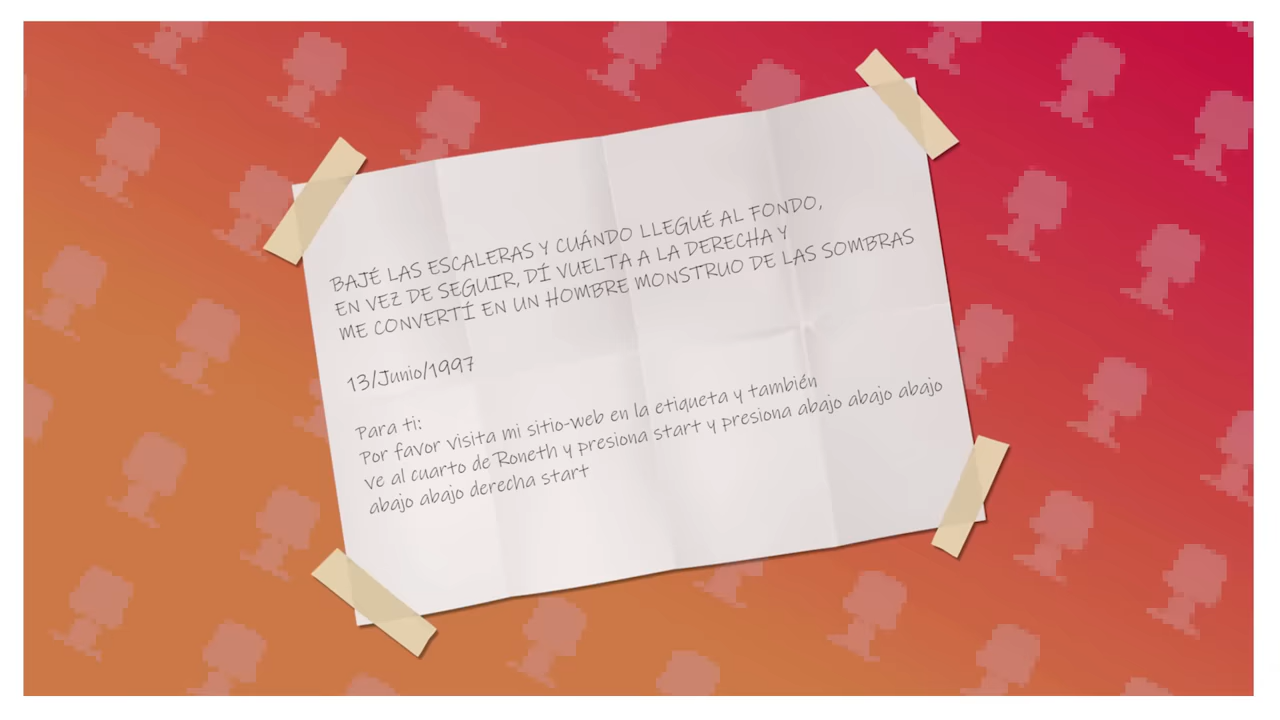 BAJÉ LAS ESCALERAS Y CUÁNDO LLEGUÉ AL FONDO,
EN VEZ DE SEGUIR, DÍ VUELTA A LA DERECHA Y
ME CONVERTÍ EN UN HOMBRE MONSTRUO DE LAS SOMBRAS
13/Junio/1997
Para ti:
Por favor visita mi sitio-web en la etiqueta y también
ve al cuarto de Roneth y presiona start y presiona abajo abajo abajo
abajo abajo derecha start